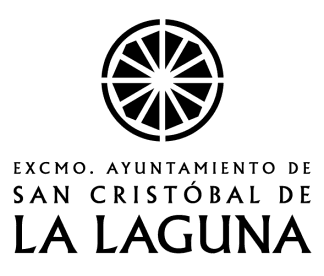 EXCMO. AYUNTAMIENTO DE
SAN CRISTÓBAL DE
LA LAGUNA